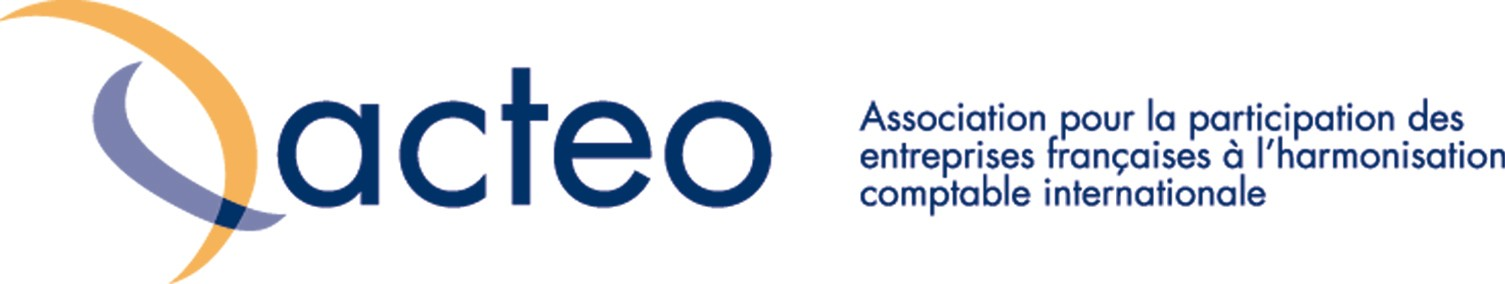 acteo
Association pour la participation des
entreprises françaises à l'harmonisation
comptable internationale